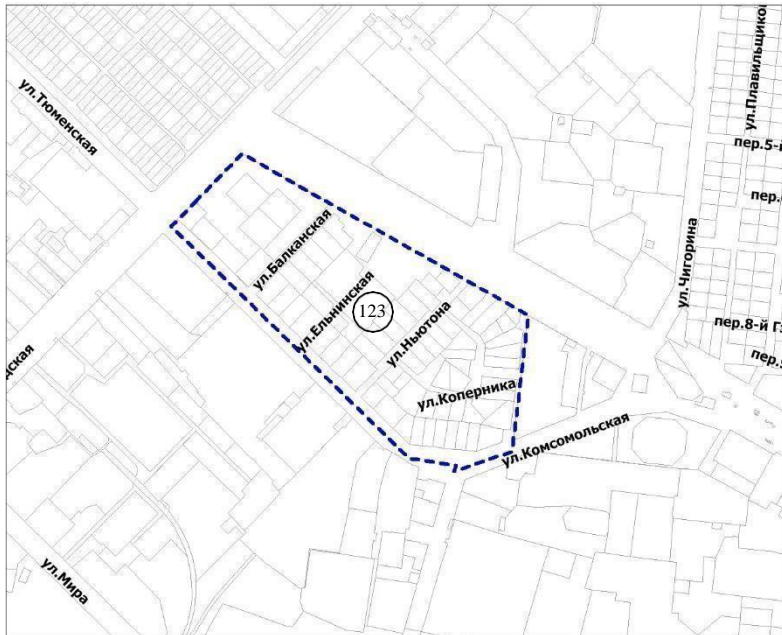 ул.Плавильщико
ул.Тюменская
пер.5-й
пер.
ул.Балканская
ул.Чигорина
ул.Ельнинская
123
ул.Ньютона
пер.8-й Г
дская
пер.
ул.Коперника
ул.Комсомольская
ул.Мира